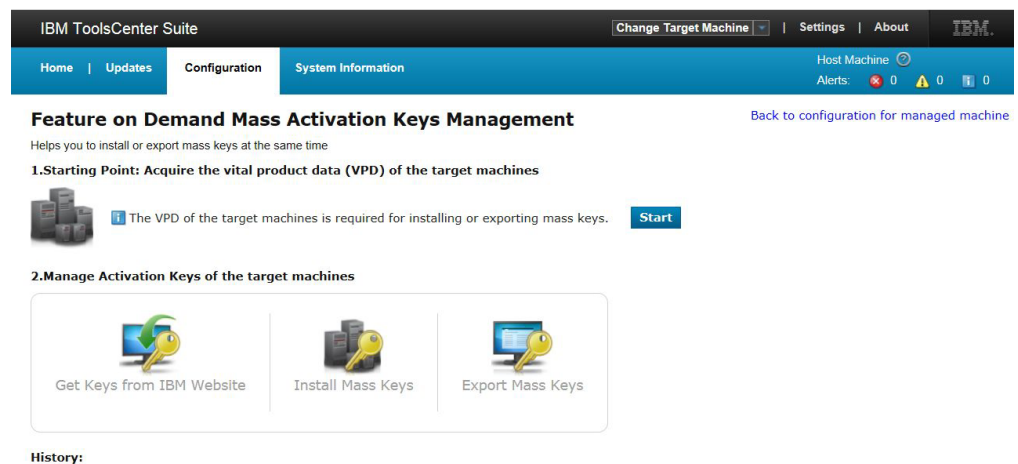 IBM ToolsCenter Suite
Change Target Machine | Settings | About IBM.
Home | Updates Configuration System Information
Host Machine ?
Alerts: 0 0 0
Feature on Demand Mass Activation Keys Management
Back to configuration for managed machine
Helps you to install or export mass keys at the same time
1.Starting Point: Acquire the vital product data (VPD) of the target machines
The VPD of the target machines is required for installing or exporting mass keys.
Start
2.Manage Activation Keys of the target machines
Get Keys from IBM Website
Install Mass Keys
Export Mass Keys
History: